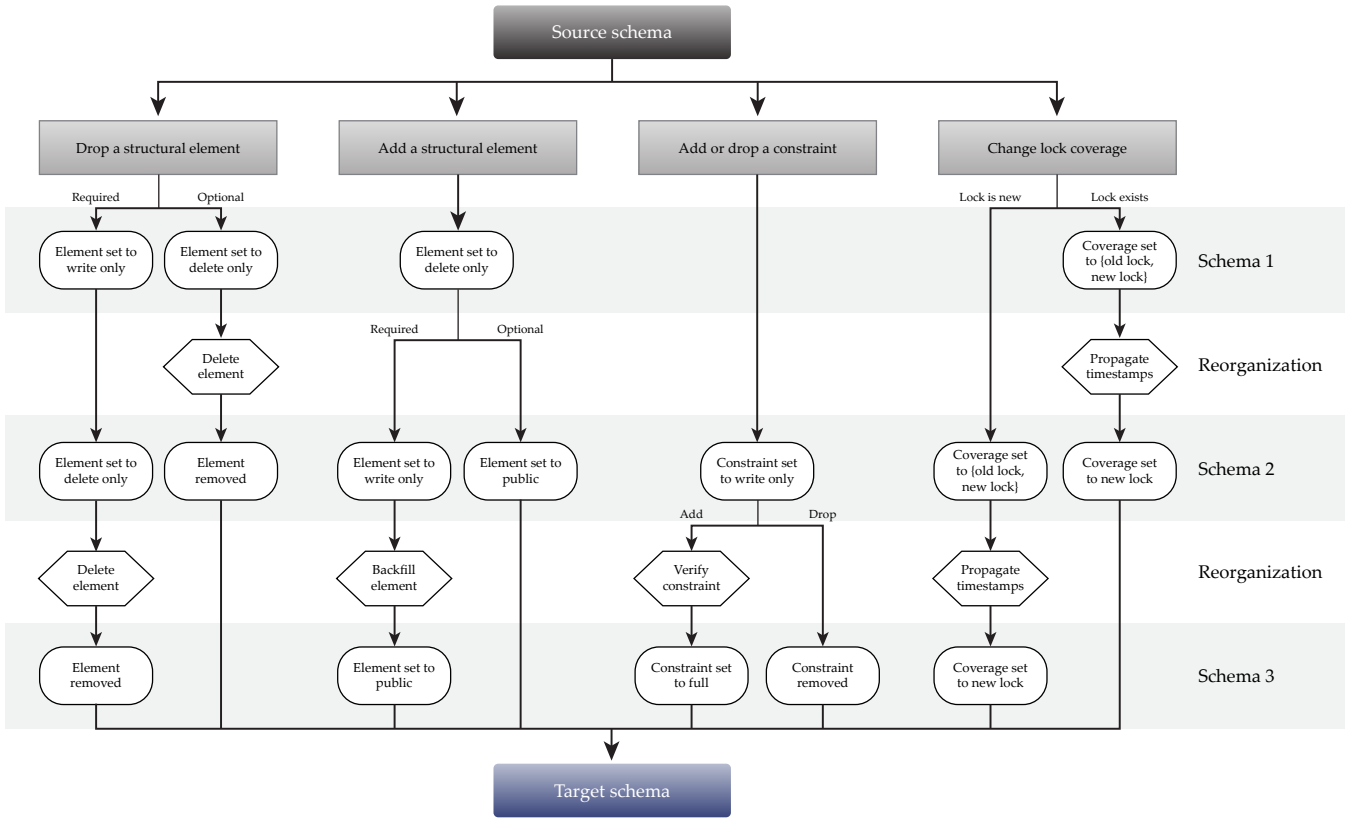 Source schema
Drop a structural element
Add a structural element
Add or drop a constraint
Change lock coverage
Required
Optional
Lock is new
Lock exists
Element set to
write only
Element set to
delete only
Element set to
delete only
Coverage set
to {old lock,
new lock}
Schema 1
Required
Optional
Delete
element
Propagate
timestamps
Reorganization
Element set to
delete only
Element
removed
Element set to
write only
Element set to
public
Constraint set
to write only
Coverage set
to {old lock,
new lock}
Coverage set
to new lock
Schema 2
Add
Drop
Delete
element
Backfill
element
Verify
constraint
Propagate
timestamps
Reorganization
Element
removed
Element set to
public
Constraint set
to full
Constraint
removed
Coverage set
to new lock
Schema 3
Target schema